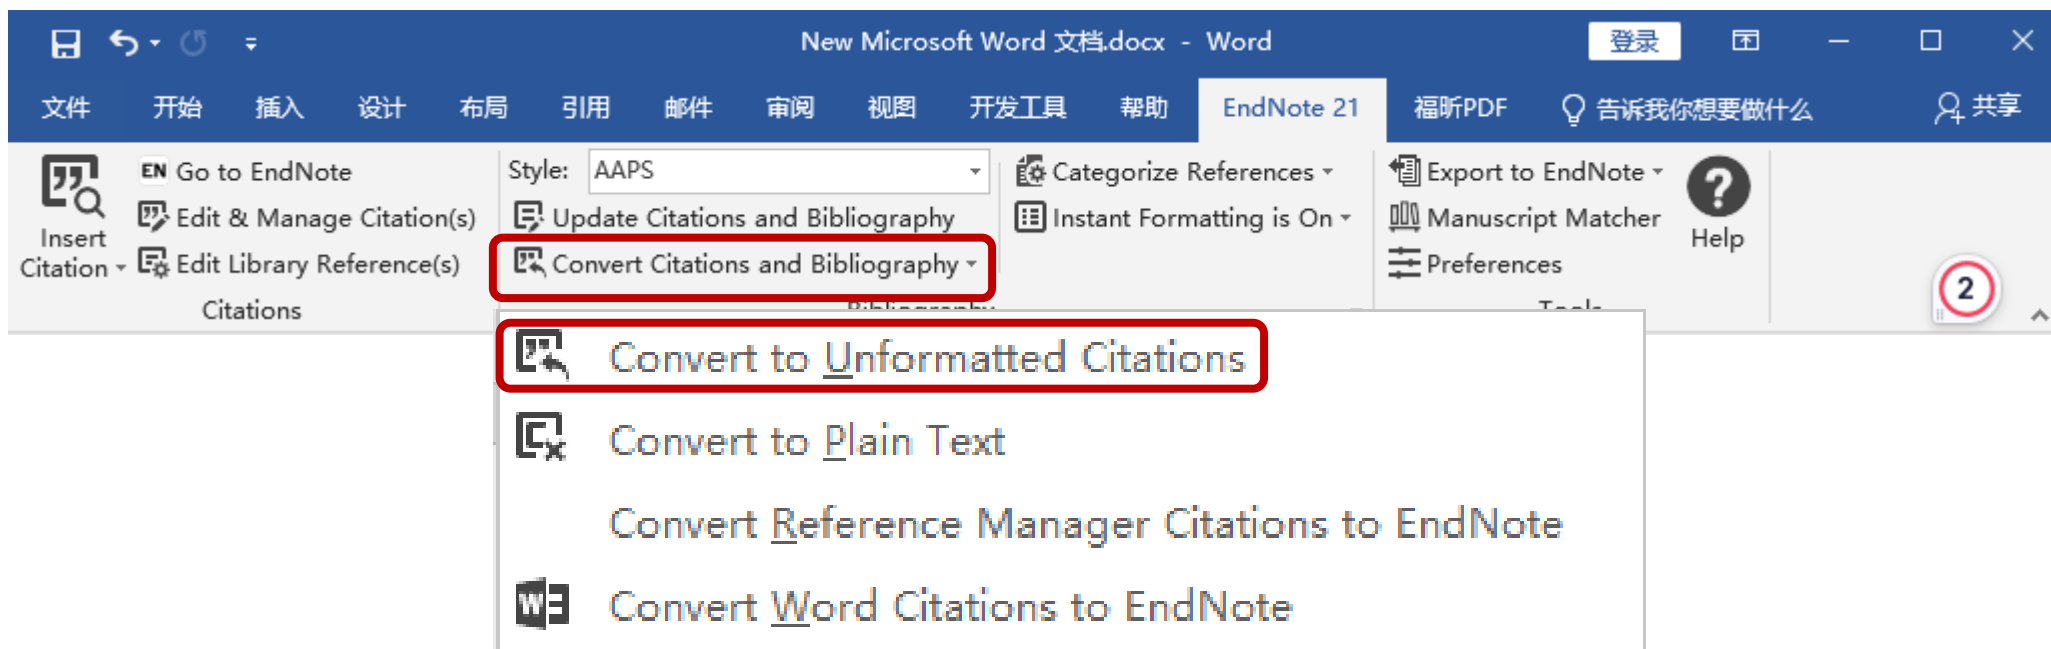 New Microsoft Word 文档.docx - Word 登录
文件 开始 插入 设计 布局 引用 邮件 审阅 视图 开发工具 帮助 EndNote 21 福昕PDF 告诉我你想要做什么 共享
Insert Citation
EN Go to EndNote
Edit & Manage Citation(s)
Edit Library Reference(s)
Citations
Style: AAPS
Update Citations and Bibliography
Convert Citations and Bibliography
Bibliography
Categorize References
Instant Formatting is On
Export to EndNote
Manuscript Matcher
Preferences
Tools
Help
2
Convert to Unformatted Citations
Convert to Plain Text
Convert Reference Manager Citations to EndNote
Convert Word Citations to EndNote